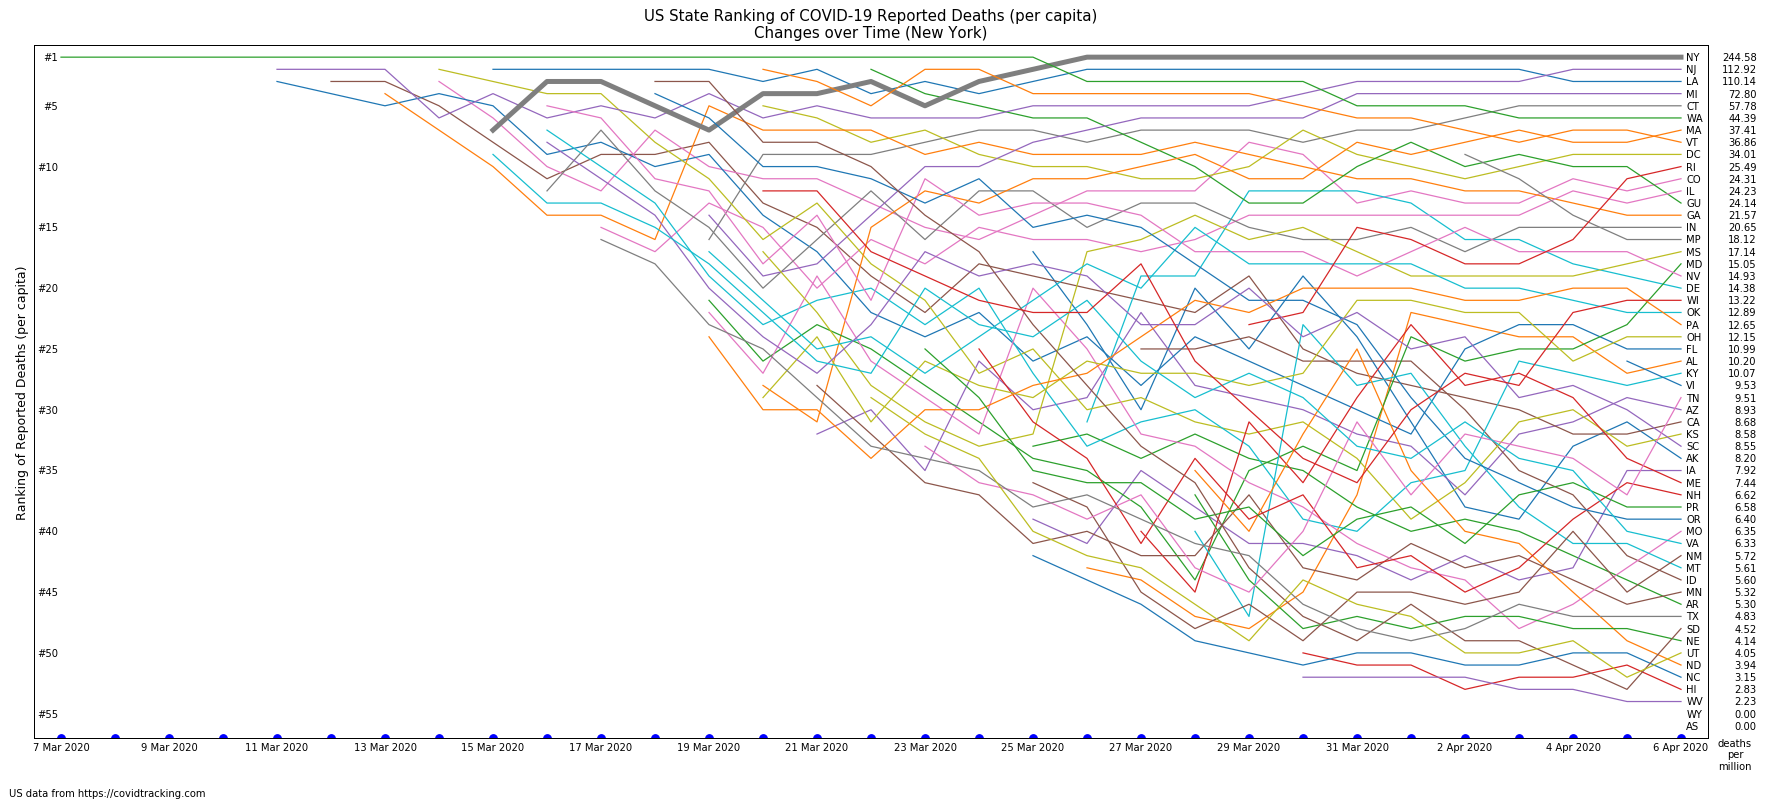 US State Ranking of COVID-19 Reported Deaths (per capita)
Changes over Time (New York)
Ranking of Reported Deaths (per capita)
#1
#5
#10
#15
#20
#25
#30
#35
#40
#45
#50
#55
NY 244.58
NJ 112.92
LA 110.14
MI 72.80
CT 57.78
WA 44.39
MA 37.41
VT 36.86
DC 34.01
RI 25.49
CO 24.31
IL 24.23
GU 24.14
GA 21.57
IN 20.65
MP 18.12
MS 17.14
MD 15.05
NV 14.93
DE 14.38
WI 13.22
OK 12.89
PA 12.65
OH 12.15
FL 10.99
AL 10.20
KY 10.07
VI 9.53
TN 9.51
AZ 8.93
CA 8.68
KS 8.58
SC 8.55
AK 8.20
IA 7.92
ME 7.44
NH 6.62
PR 6.58
OR 6.40
MO 6.35
VA 6.33
NM 5.72
MT 5.61
ID 5.60
MN 5.32
AR 5.30
TX 4.83
SD 4.52
NE 4.14
UT 4.05
ND 3.94
NC 3.15
HI 2.83
WV 2.23
WY 0.00
AS 0.00
7 Mar 2020 9 Mar 2020 11 Mar 2020 13 Mar 2020 15 Mar 2020 17 Mar 2020 19 Mar 2020 21 Mar 2020 23 Mar 2020 25 Mar 2020 27 Mar 2020 29 Mar 2020 31 Mar 2020 2 Apr 2020 4 Apr 2020 6 Apr 2020
deaths
per
million
US data from https://covidtracking.com